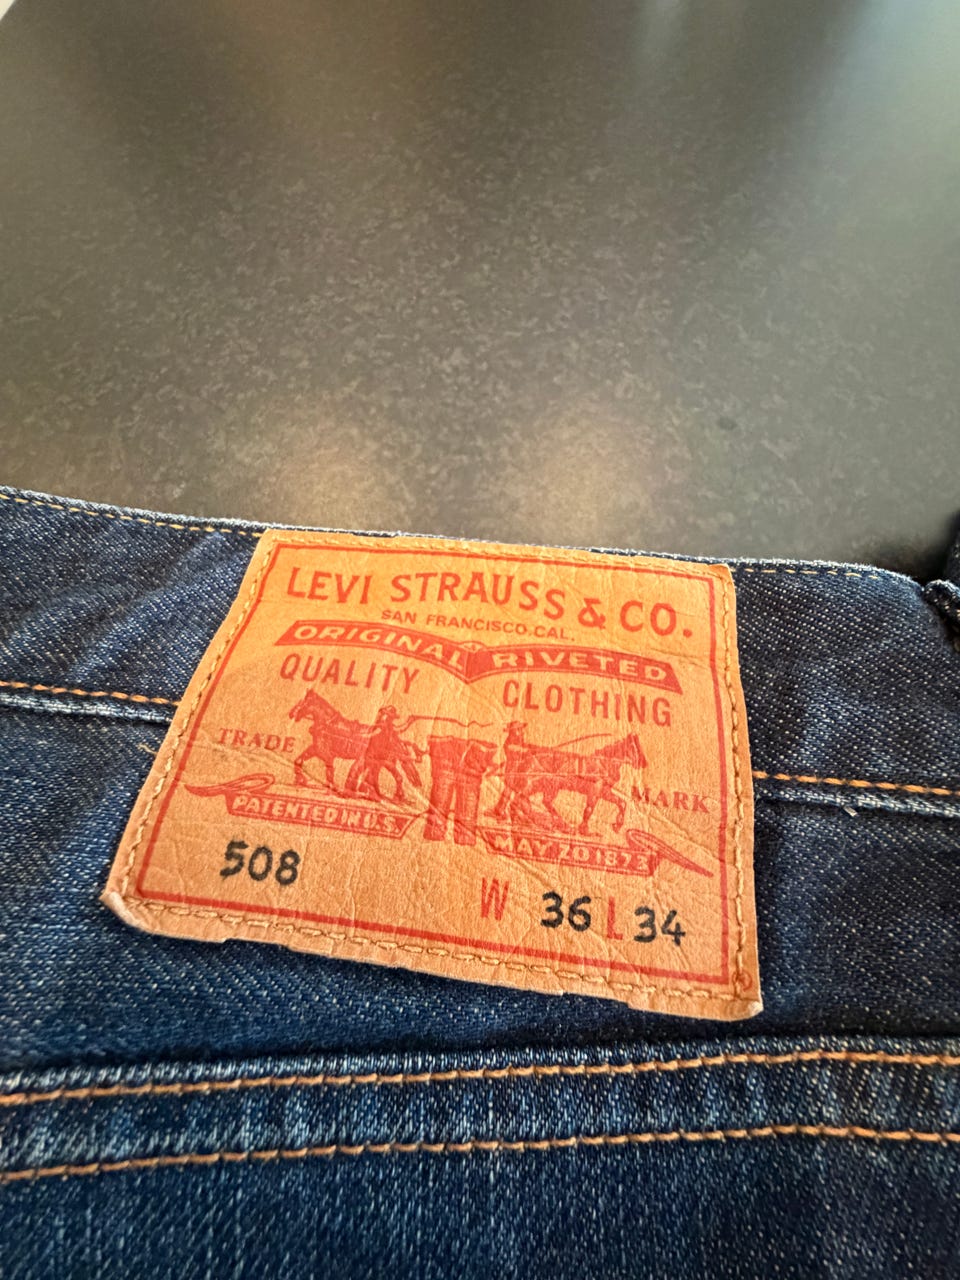 LEVI STRAUSS & CO.
SAN FRANCISCO, CAL.
ORIGINAL RIVETED
QUALITY CLOTHING
TRADE MARK
PATENTED IN U.S. MAY 20 1873
508 W 36 L 34